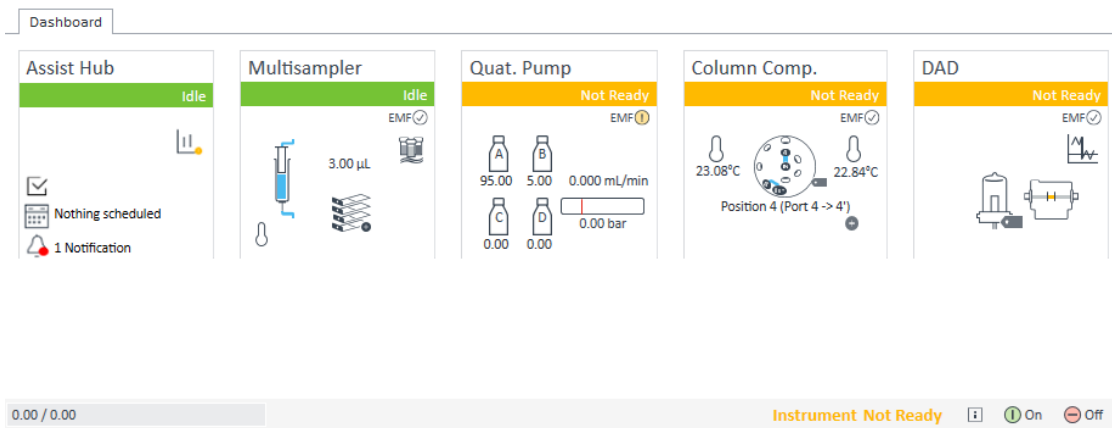 Dashboard
Assist Hub
Idle
Nothing scheduled
1 Notification
Multisampler
Idle
EMF
3.00 µL
Quat. Pump
Not Ready
EMF
A B
95.00 5.00 0.000 mL/min
C D
0.00 bar
0.00 0.00
Column Comp.
Not Ready
EMF
23.08°C 22.84°C
Position 4 (Port 4 -> 4')
DAD
Not Ready
EMF
0.00 / 0.00
Instrument Not Ready i On Off